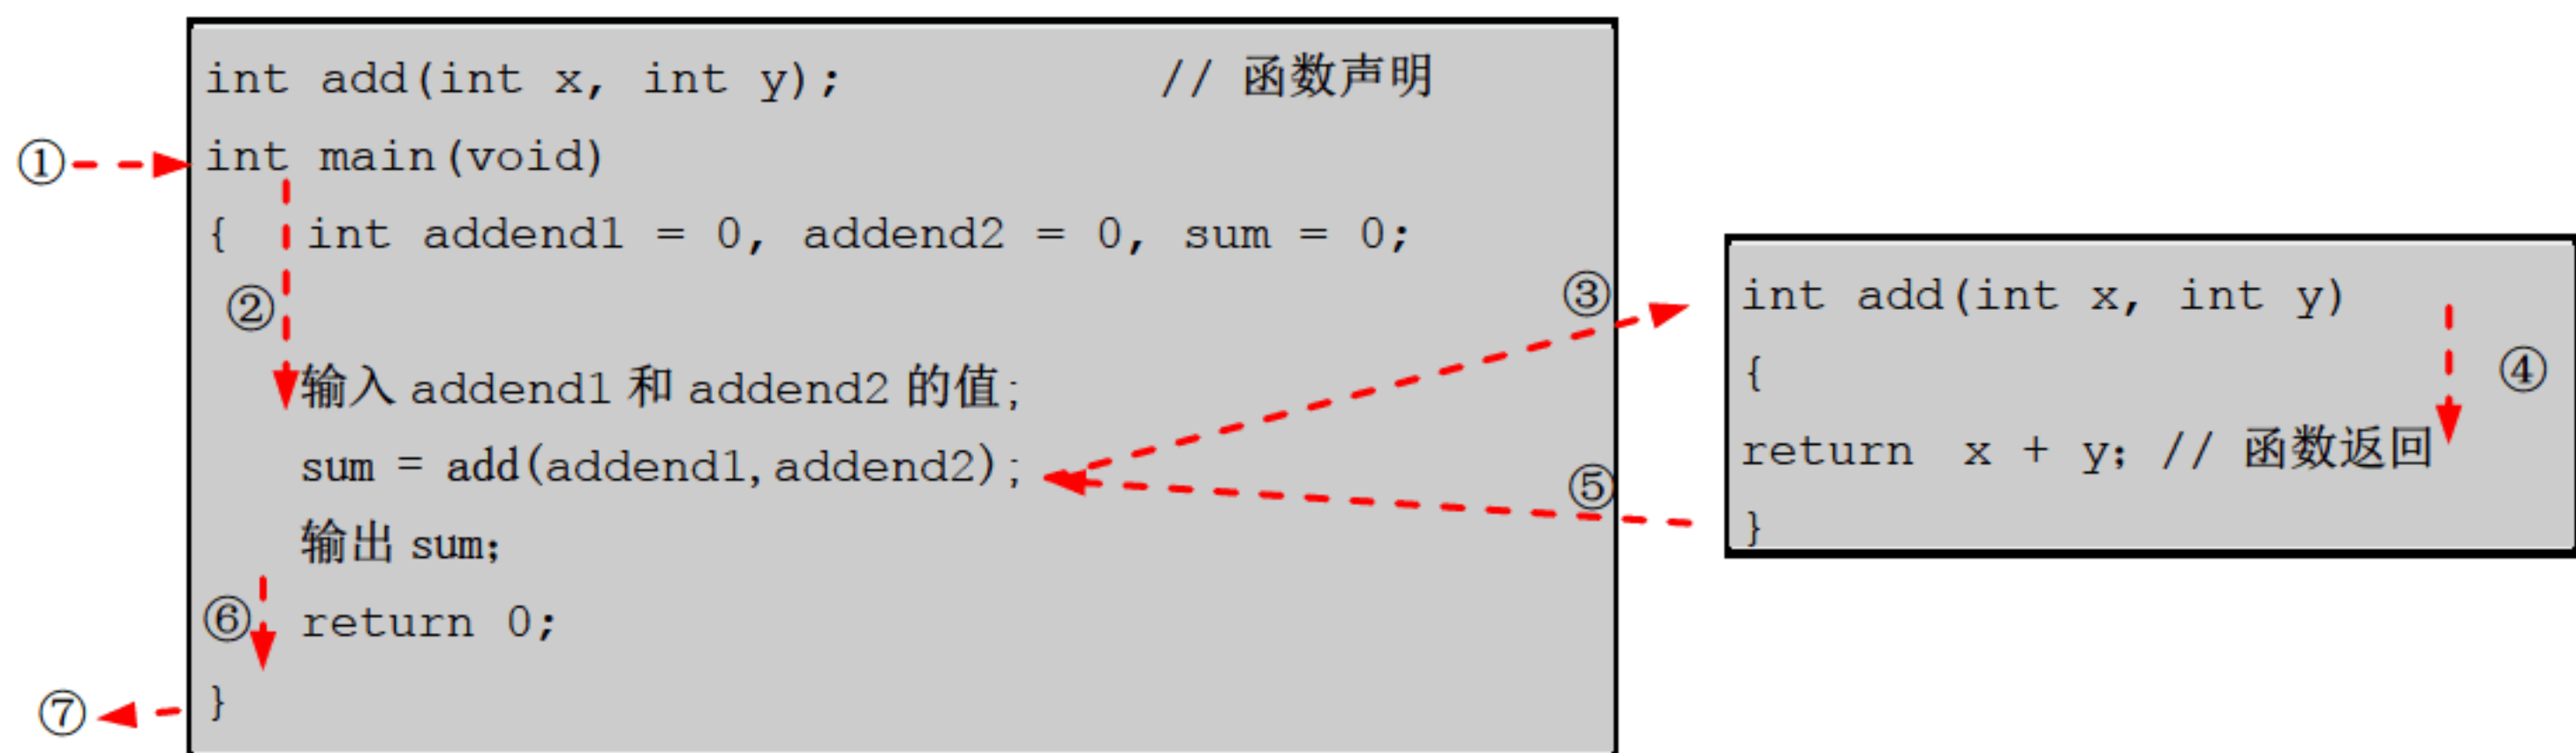 int add(int x, int y); // 函数声明
① int main(void)
{ int addend1 = 0, addend2 = 0, sum = 0;
②
输入 addend1 和 addend2 的值;
sum = add(addend1,addend2);
输出 sum;
⑥ return 0;
⑦ }
③
⑤
int add(int x, int y)
{ ④
return x + y; // 函数返回
}